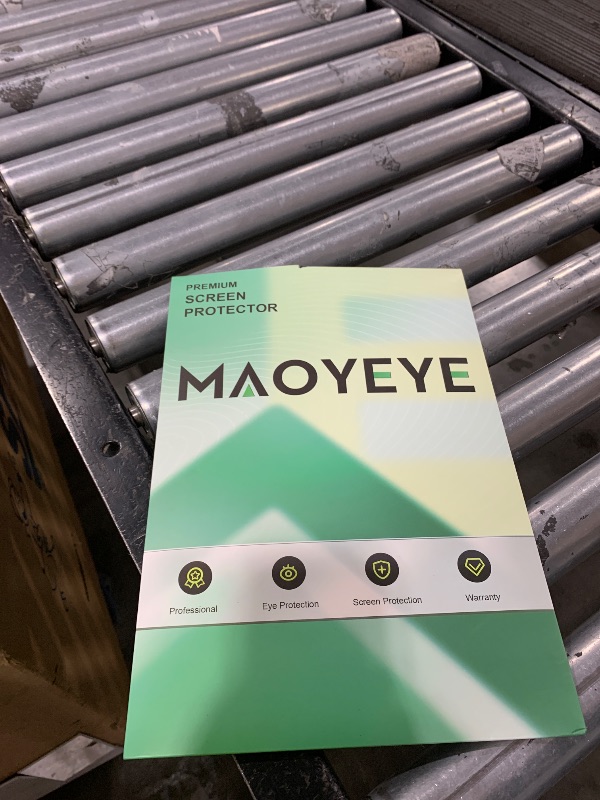 PREMIUM
SCREEN
PROTECTOR
MAOYEYE
Professional
Eye Protection
Screen Protection
Warranty